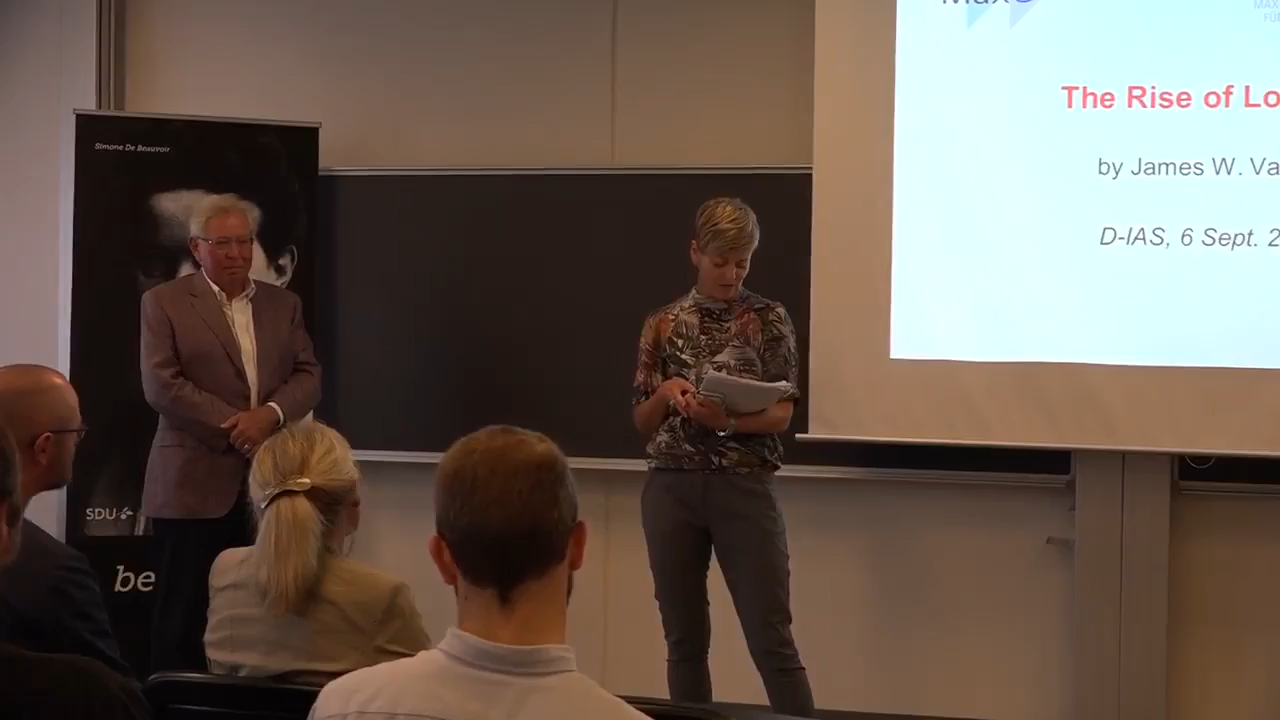 Simone De Beauvoir
SDU
be
The Rise of Lo
by James W. Va
D-IAS, 6 Sept. 2